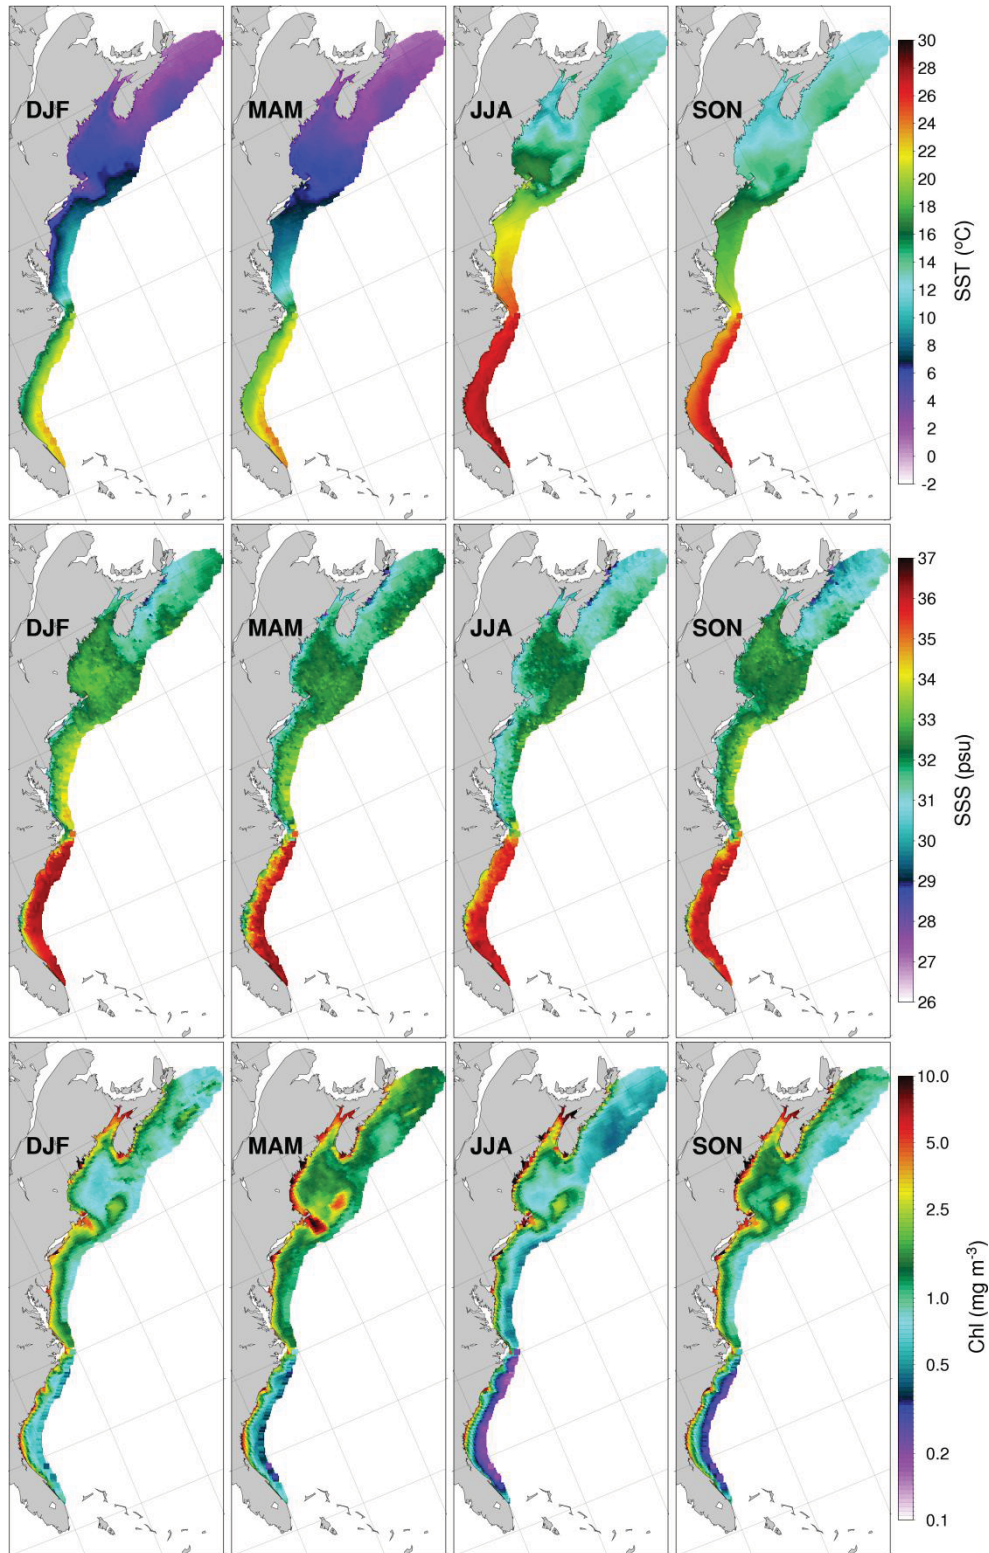 DJF
MAM
JJA
SON
30
28
26
24
22
20
18
16
14
12
10
8
6
4
2
0
-2
SST (°C)
DJF
MAM
JJA
SON
37
36
35
34
33
32
31
30
29
28
27
26
SSS (psu)
DJF
MAM
JJA
SON
10.0
5.0
2.5
1.0
0.5
0.2
0.1
Chl (mg m⁻³)